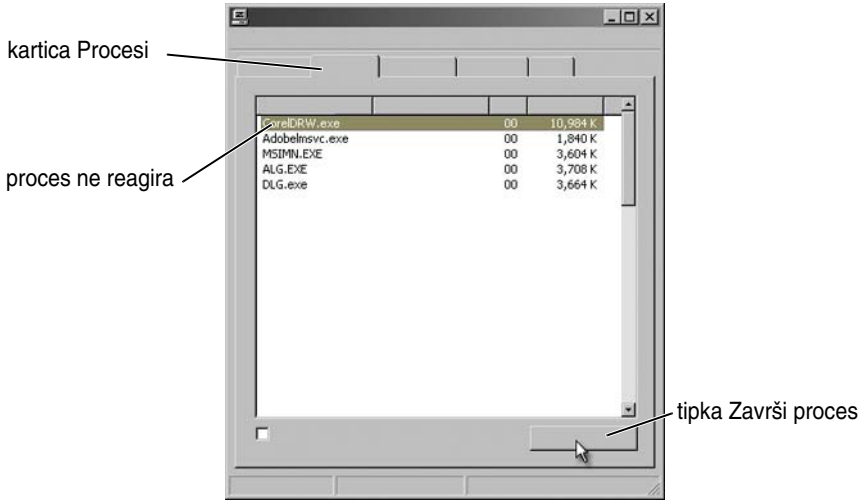 kartica Procesi
CorelDRW.exe 00 10,984 K
Adobelmsvc.exe 00 1,840 K
MSIMN.EXE 00 3,604 K
ALG.EXE 00 3,708 K
DLG.exe 00 3,664 K
proces ne reagira
tipka Završi proces